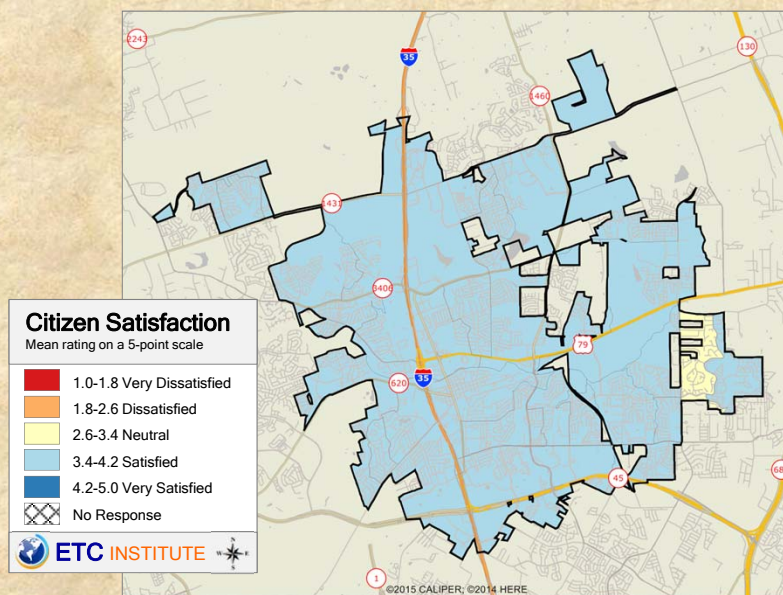 2243
35
130
1460
1431
3406
79
620
35
45
1
Citizen Satisfaction
Mean rating on a 5-point scale
1.0-1.8 Very Dissatisfied
1.8-2.6 Dissatisfied
2.6-3.4 Neutral
3.4-4.2 Satisfied
4.2-5.0 Very Satisfied
No Response
ETC INSTITUTE
N
W
E
S
©2015 CALIPER; ©2014 HERE